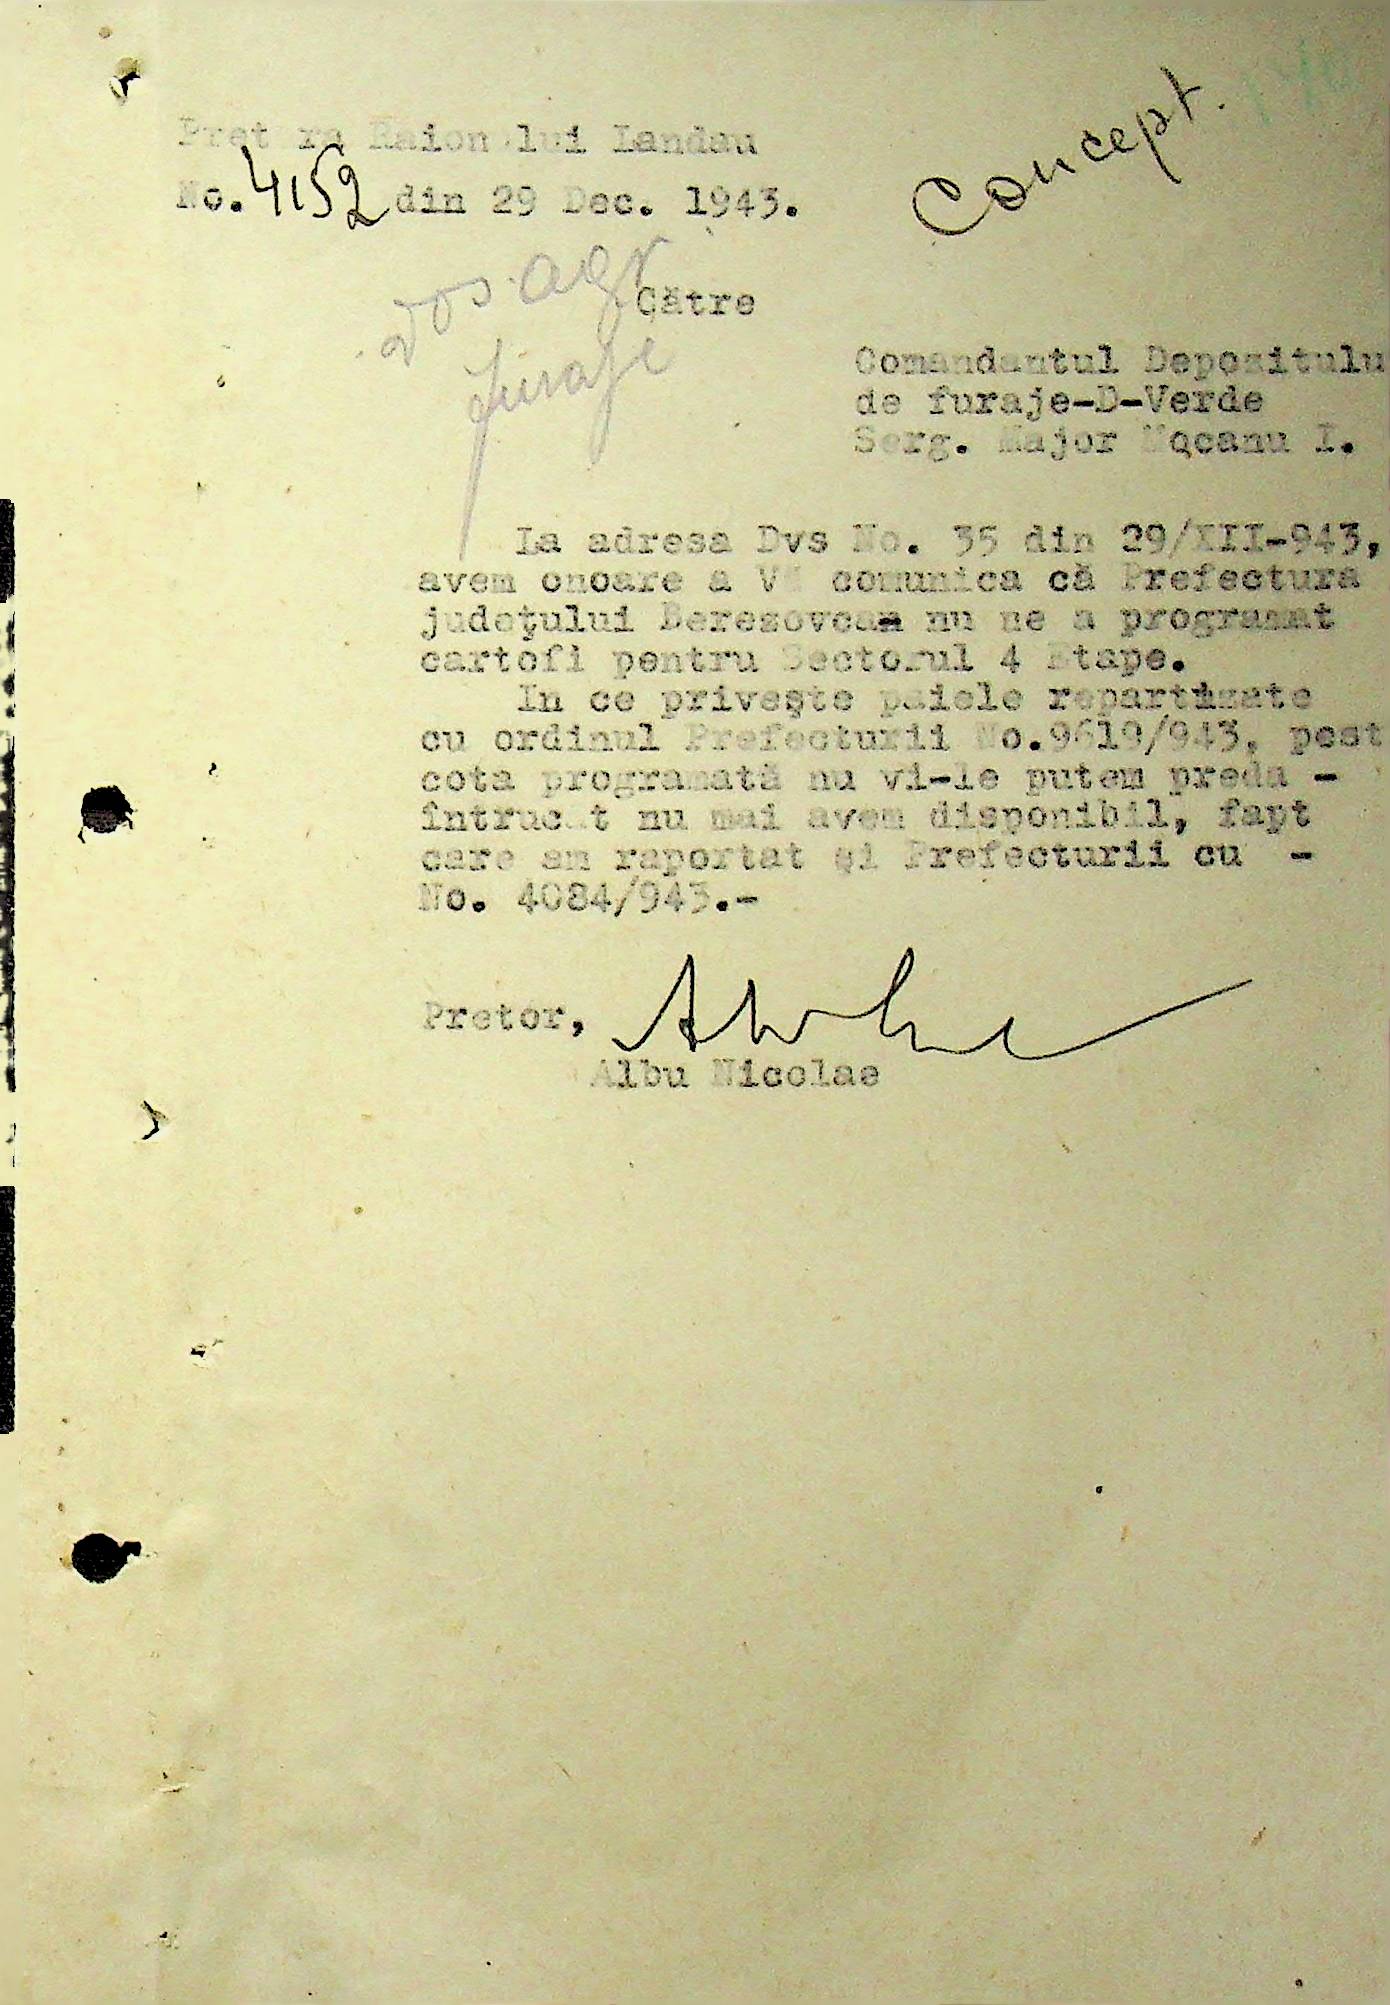 Concept.
Pretura Raionului Landau
No. 4152 din 29 Dec. 1943.
Dos. agr
furaje
Către
Comandantul Depozitulu
de furaje-D-Verde
Serg. Major Mocanu I.
La adresa Dvs No. 35 din 29/XII-943,
avem onoare a Vă comunica că Prefectura
judeţului Berezovca nu ne a programat
cartofi pentru Sectorul 4 Etape.
In ce priveşte paiele repartizate
cu ordinul Prefecturii No.9619/943, pest
cota programată nu vi-le putem preda -
întrucât nu mai avem disponibil, fapt
care am raportat şi Prefecturii cu -
No. 4084/943.-
Pretor,
Albu Nicolae